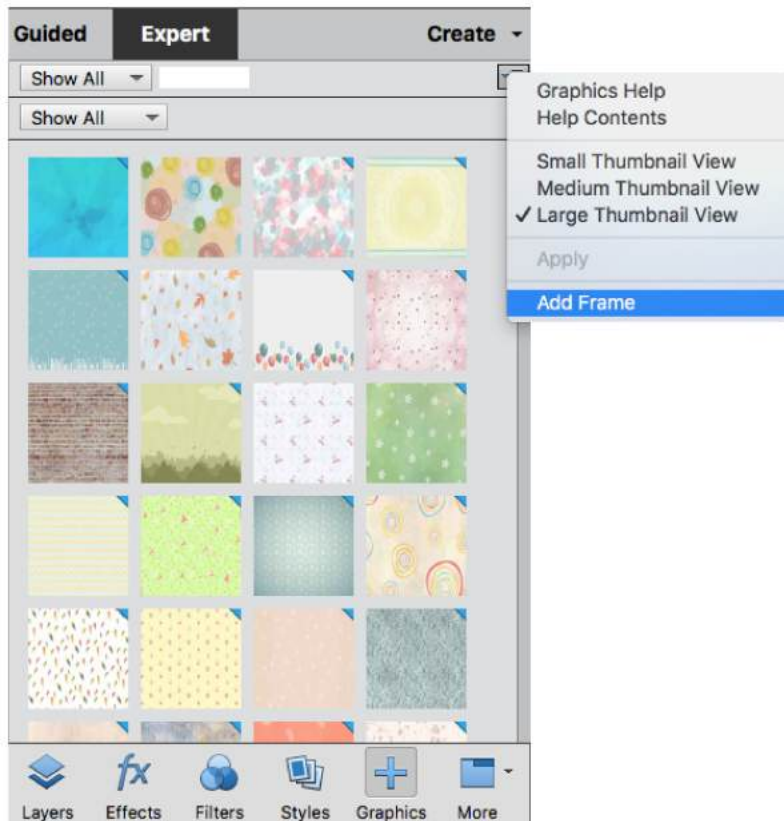 Guided Expert Create
Show All
Show All
Graphics Help
Help Contents
Small Thumbnail View
Medium Thumbnail View
✓ Large Thumbnail View
Apply
Add Frame
Layers Effects Filters Styles Graphics More